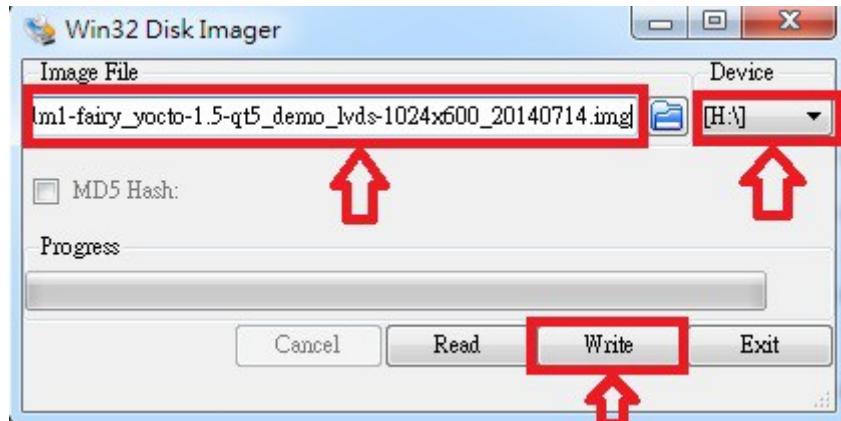 Win32 Disk Imager
Image File
Device
lm1-fairy_yocto-1.5-qt5_demo_lvds-1024x600_20140714.img
[H:\]
MD5 Hash:
Progress
Cancel
Read
Write
Exit